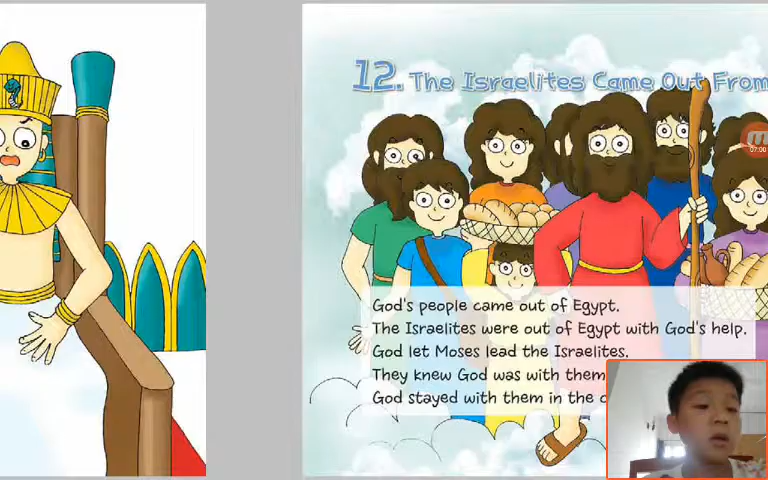 12. The Israelites Came Out From
God's people came out of Egypt.
The Israelites were out of Egypt with God's help.
God let Moses lead the Israelites.
They knew God was with them
God stayed with them in the
07:00